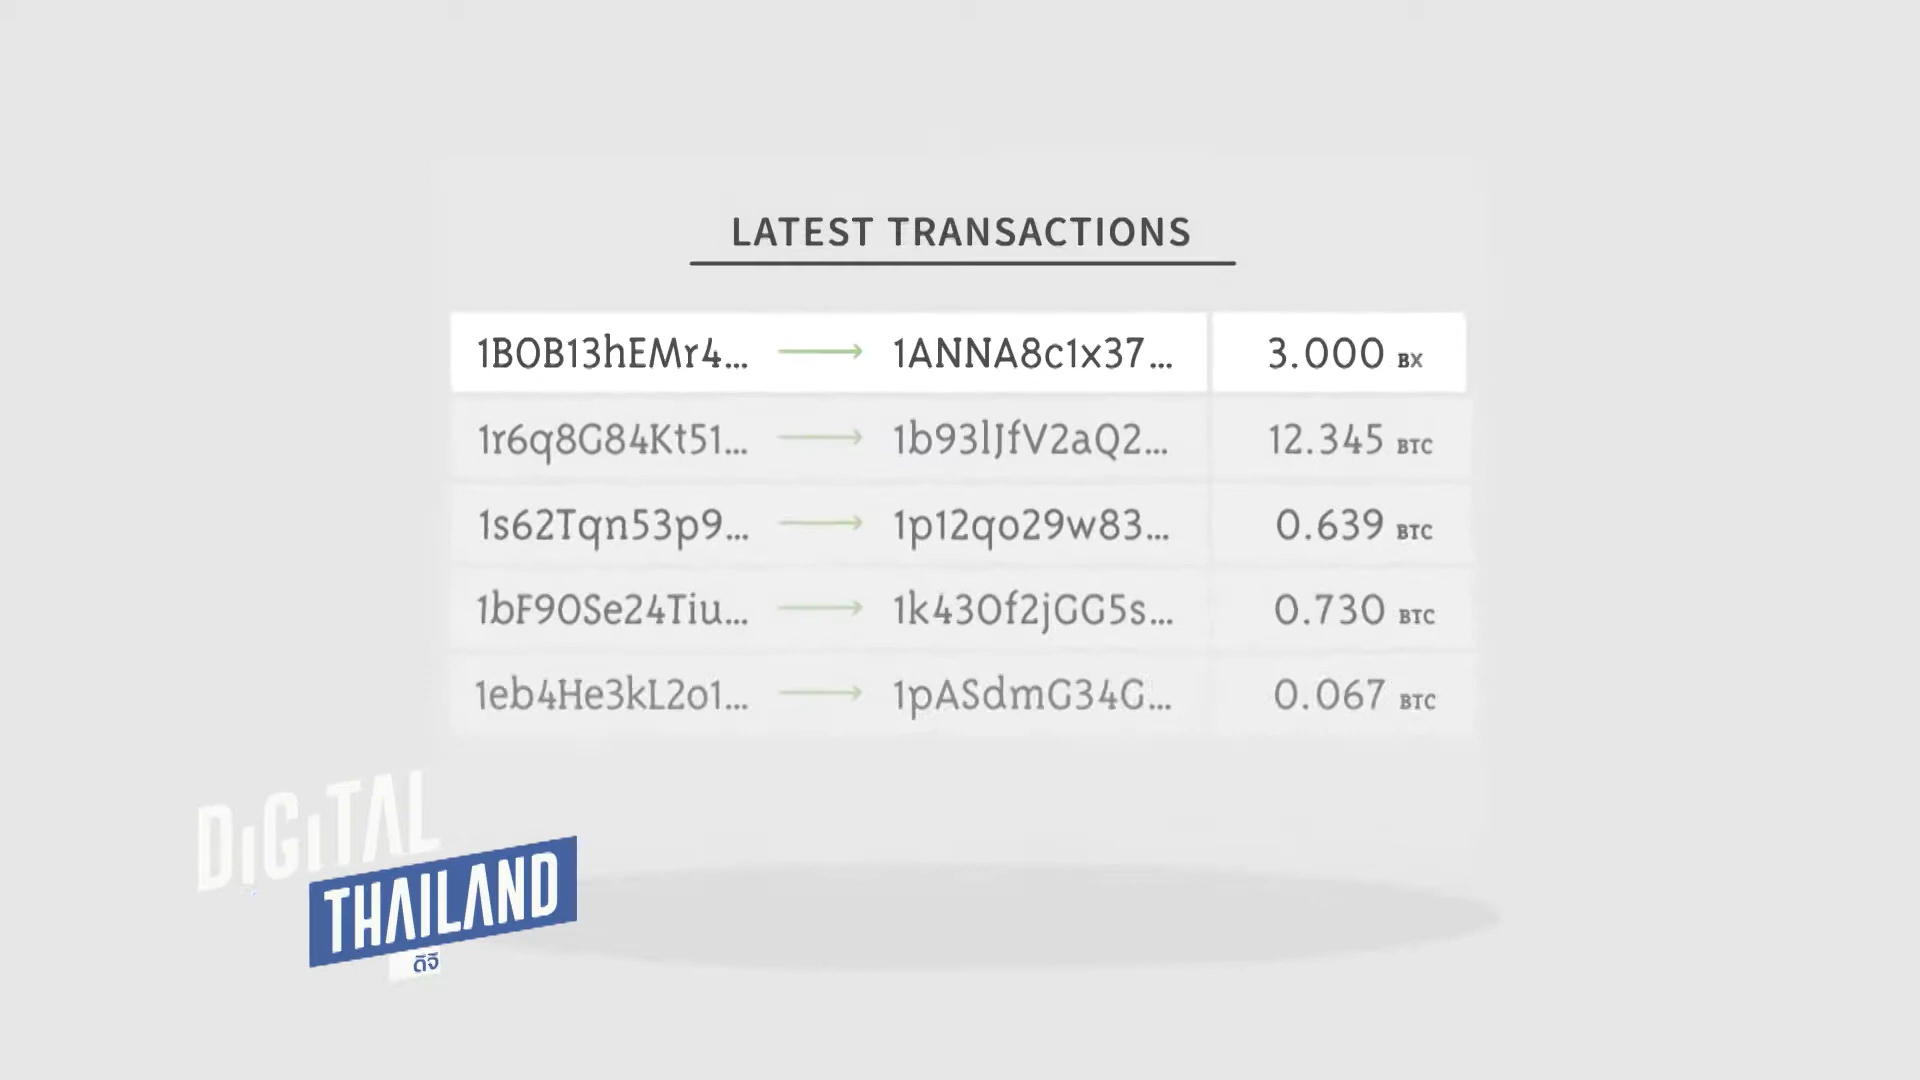 LATEST TRANSACTIONS
1BOB13hEMr4... → 1ANNA8c1x37... 3.000 BX
1r6q8G84Kt51... → 1b93lJfV2aQ2... 12.345 BTC
1s62Tqn53p9... → 1p12qo29w83... 0.639 BTC
1bF90Se24Tiu... → 1k43Of2jGG5s... 0.730 BTC
1eb4He3kL2o1... → 1pASdmG34G... 0.067 BTC
DiGiTAL
THAILAND
ดิจิ